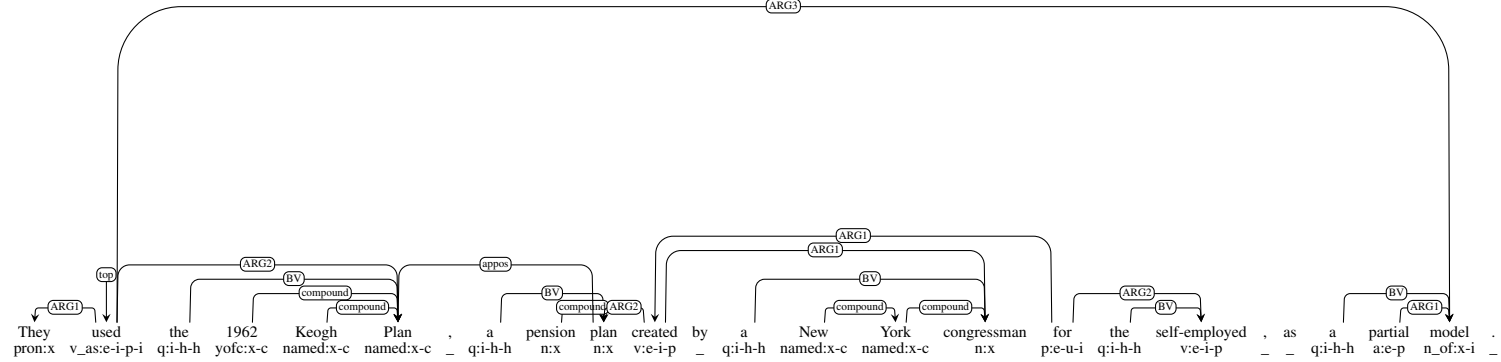 ARG3
ARG1
ARG1
top ARG2 appos
BV BV
compound ARG2
ARG1 compound BV compound ARG2 compound compound BV BV ARG1
They used the 1962 Keogh Plan , a pension plan created by a New York congressman for the self-employed , as a partial model .
pron:x v_as:e-i-p-i q:i-h-h yofc:x-c named:x-c named:x-c _ q:i-h-h n:x n:x v:e-i-p _ q:i-h-h named:x-c named:x-c n:x p:e-u-i q:i-h-h v:e-i-p _ _ q:i-h-h a:e-p n_of:x-i _